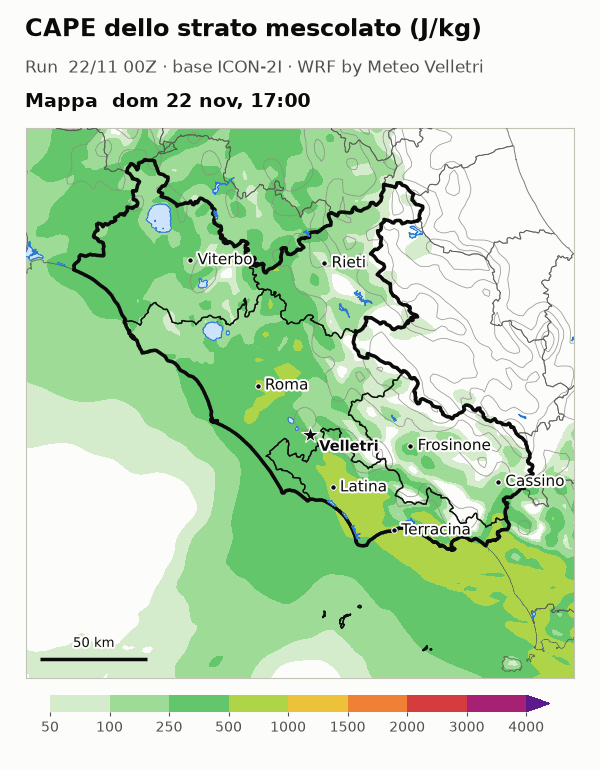 CAPE dello strato mescolato (J/kg)
Run  22/11 00Z · base ICON-2I · WRF by Meteo Velletri
Mappa  dom 22 nov, 17:00
Viterbo
Rieti
Roma
Velletri
Frosinone
Latina
Cassino
Terracina
50 km
50 100 250 500 1000 1500 2000 3000 4000